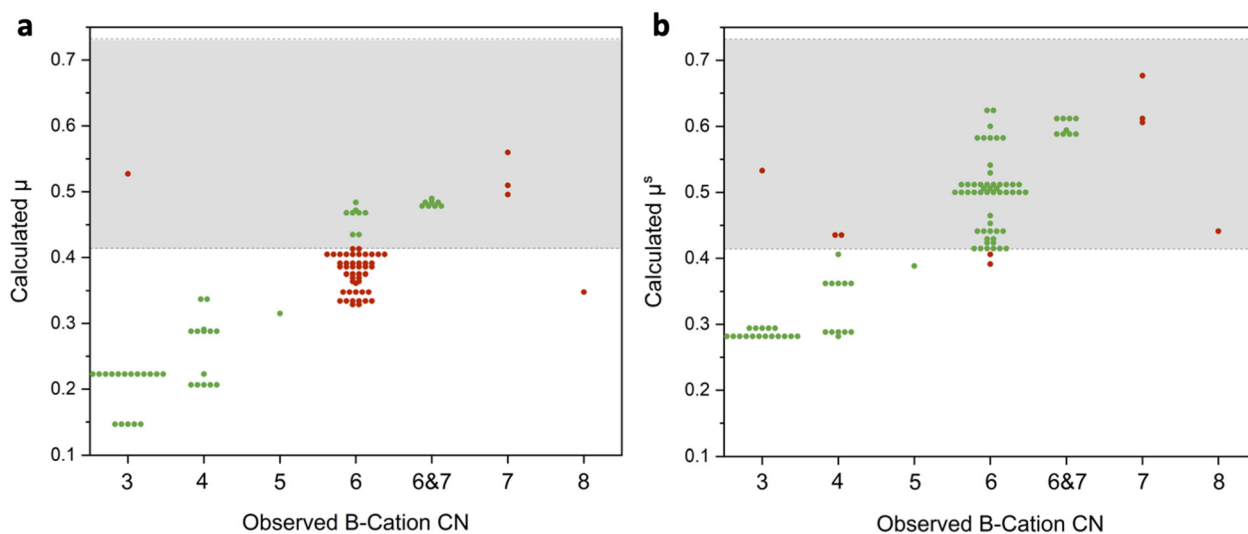 a
0.7
0.6
0.5
0.4
0.3
0.2
0.1
Calculated μ
3 4 5 6 6&7 7 8
Observed B-Cation CN
b
0.7
0.6
0.5
0.4
0.3
0.2
0.1
Calculated μˢ
3 4 5 6 6&7 7 8
Observed B-Cation CN